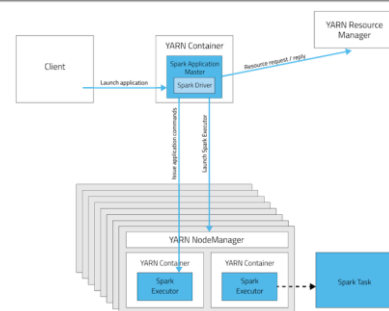 YARN Resource
Manager
YARN Container
Client
Spark Application
Master
Spark Driver
Launch application
Resource request / reply
Issue application commands
Launch Spark Executor
YARN NodeManager
YARN Container
YARN Container
Spark
Executor
Spark
Executor
Spark Task